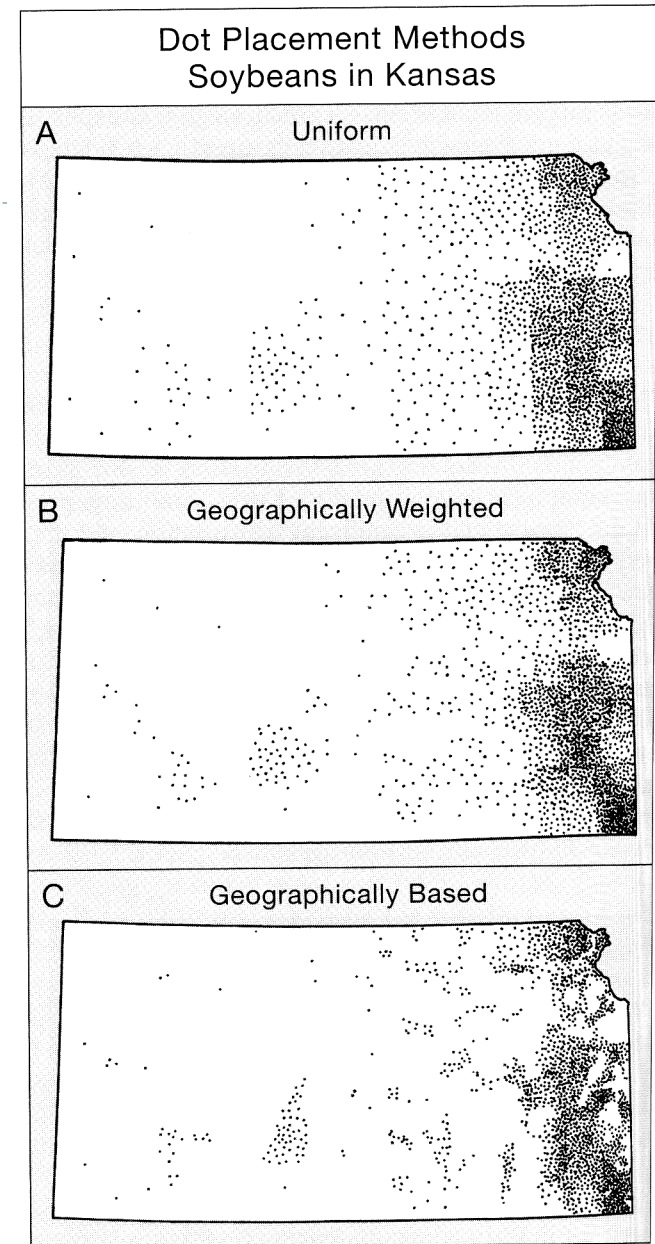 Dot Placement Methods
Soybeans in Kansas
A
Uniform
B
Geographically Weighted
C
Geographically Based